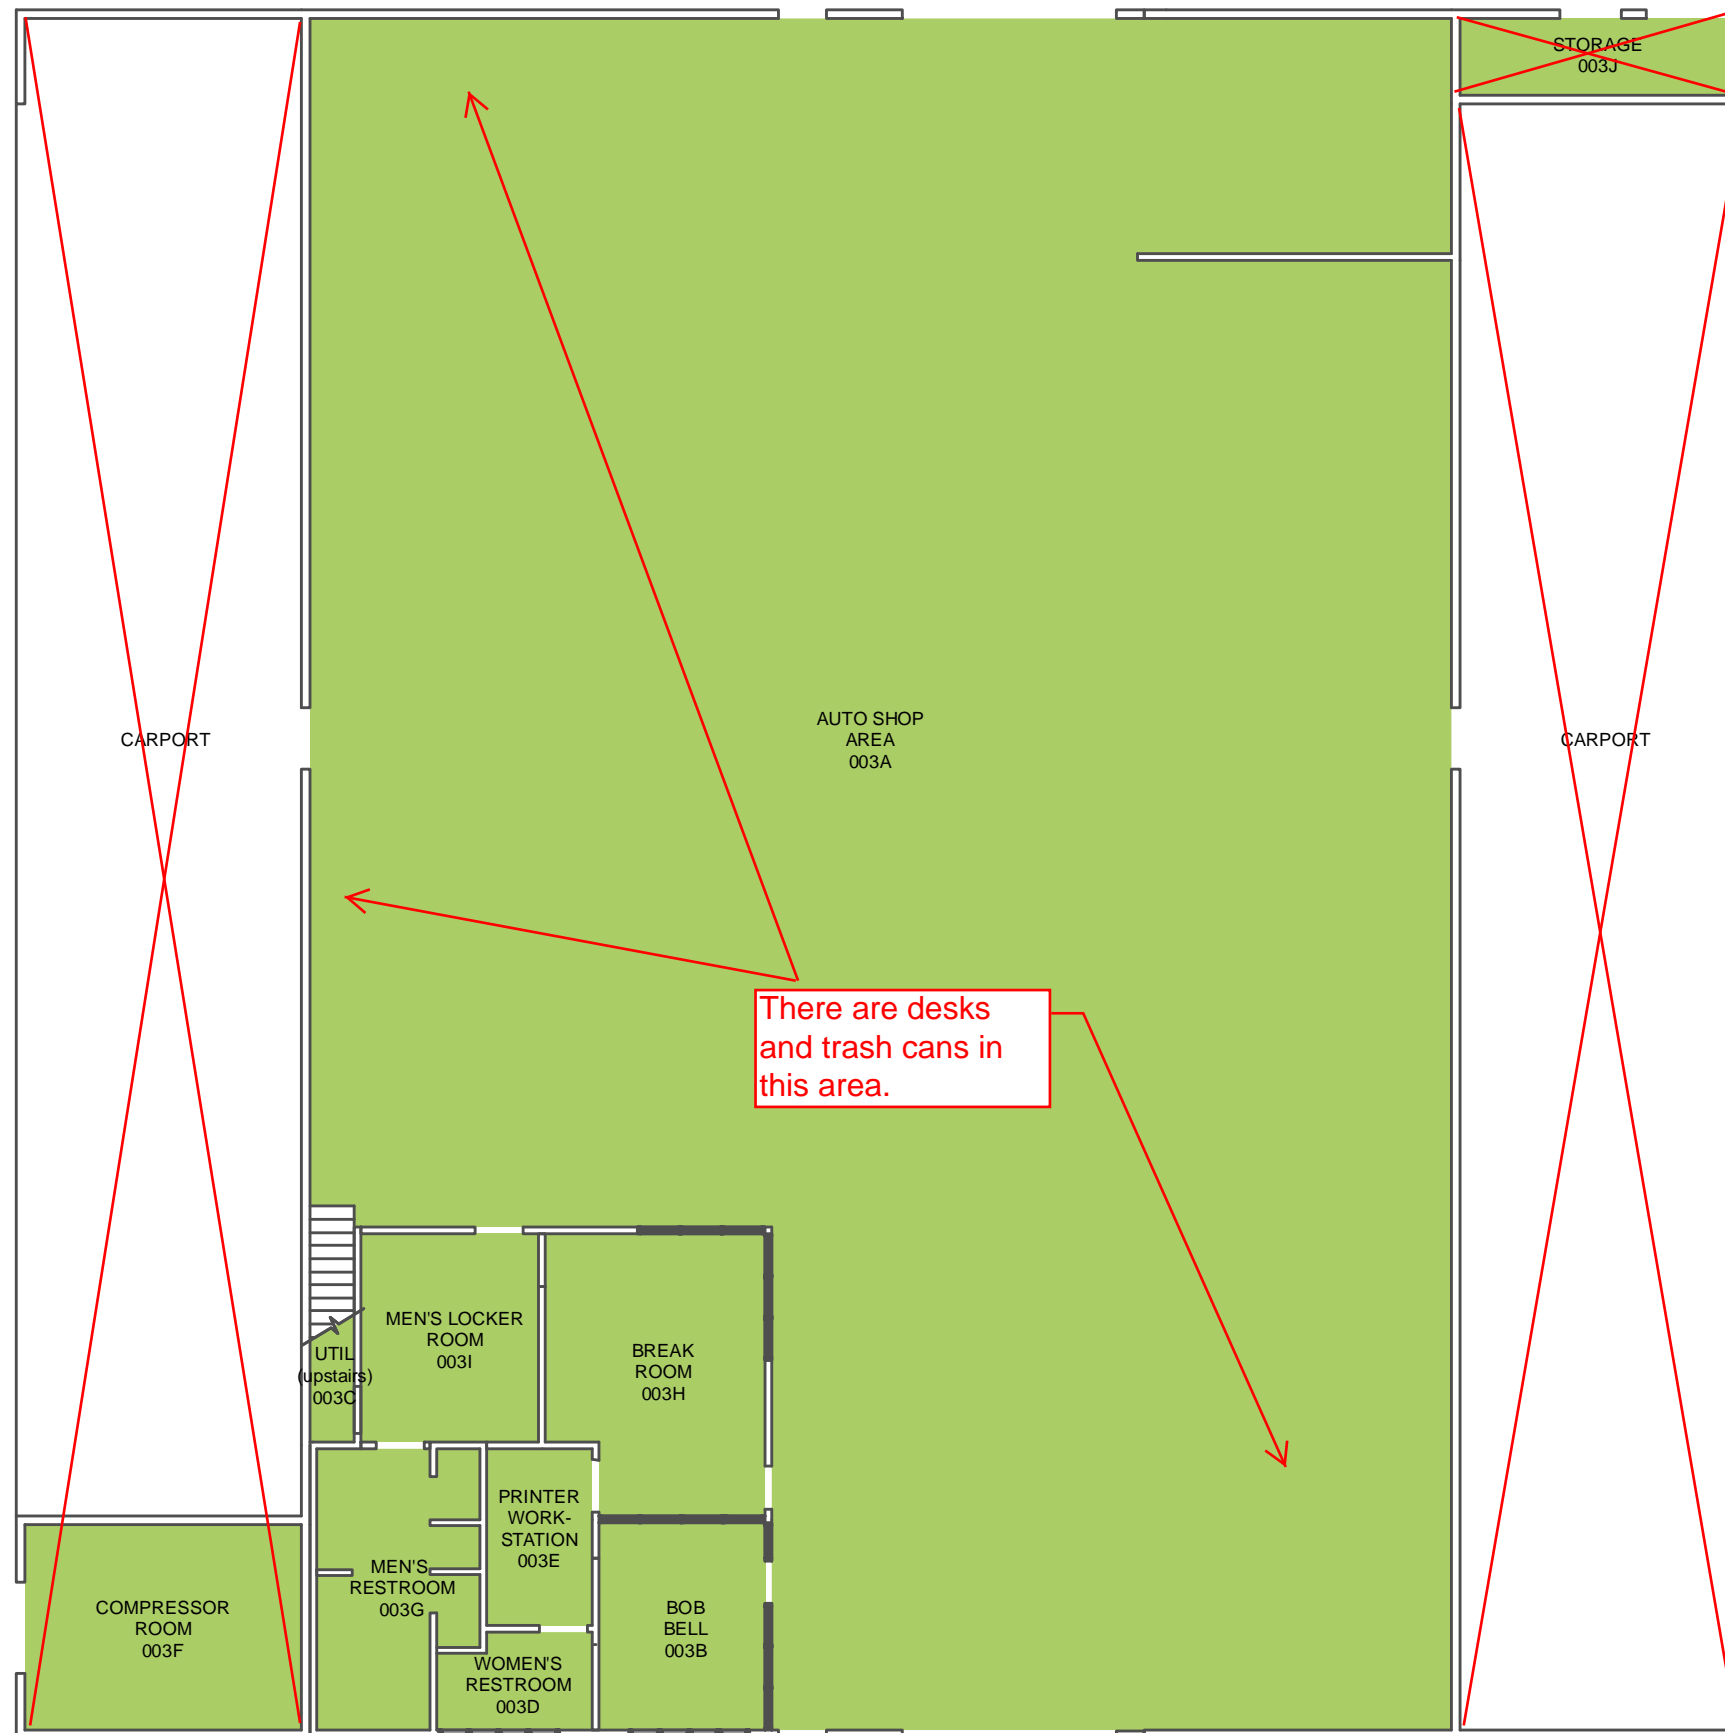 STORAGE
003J
CARPORT
AUTO SHOP
AREA
003A
CARPORT
There are desks
and trash cans in
this area.
MEN'S LOCKER
ROOM
003I
UTIL
(upstairs)
003C
BREAK
ROOM
003H
PRINTER
WORK-
STATION
003E
MEN'S
RESTROOM
003G
COMPRESSOR
ROOM
003F
BOB
BELL
003B
WOMEN'S
RESTROOM
003D